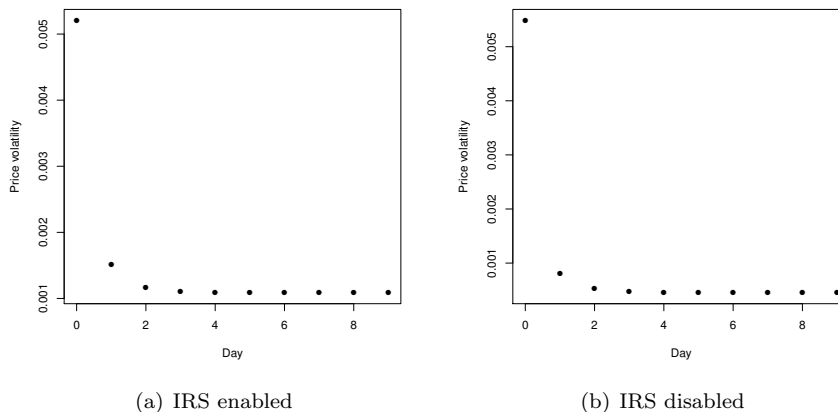 0.005
0.004
0.003
0.002
0.001
Price volatility
0 2 4 6 8
Day
(a) IRS enabled
0.005
0.004
0.003
0.002
0.001
Price volatility
0 2 4 6 8
Day
(b) IRS disabled